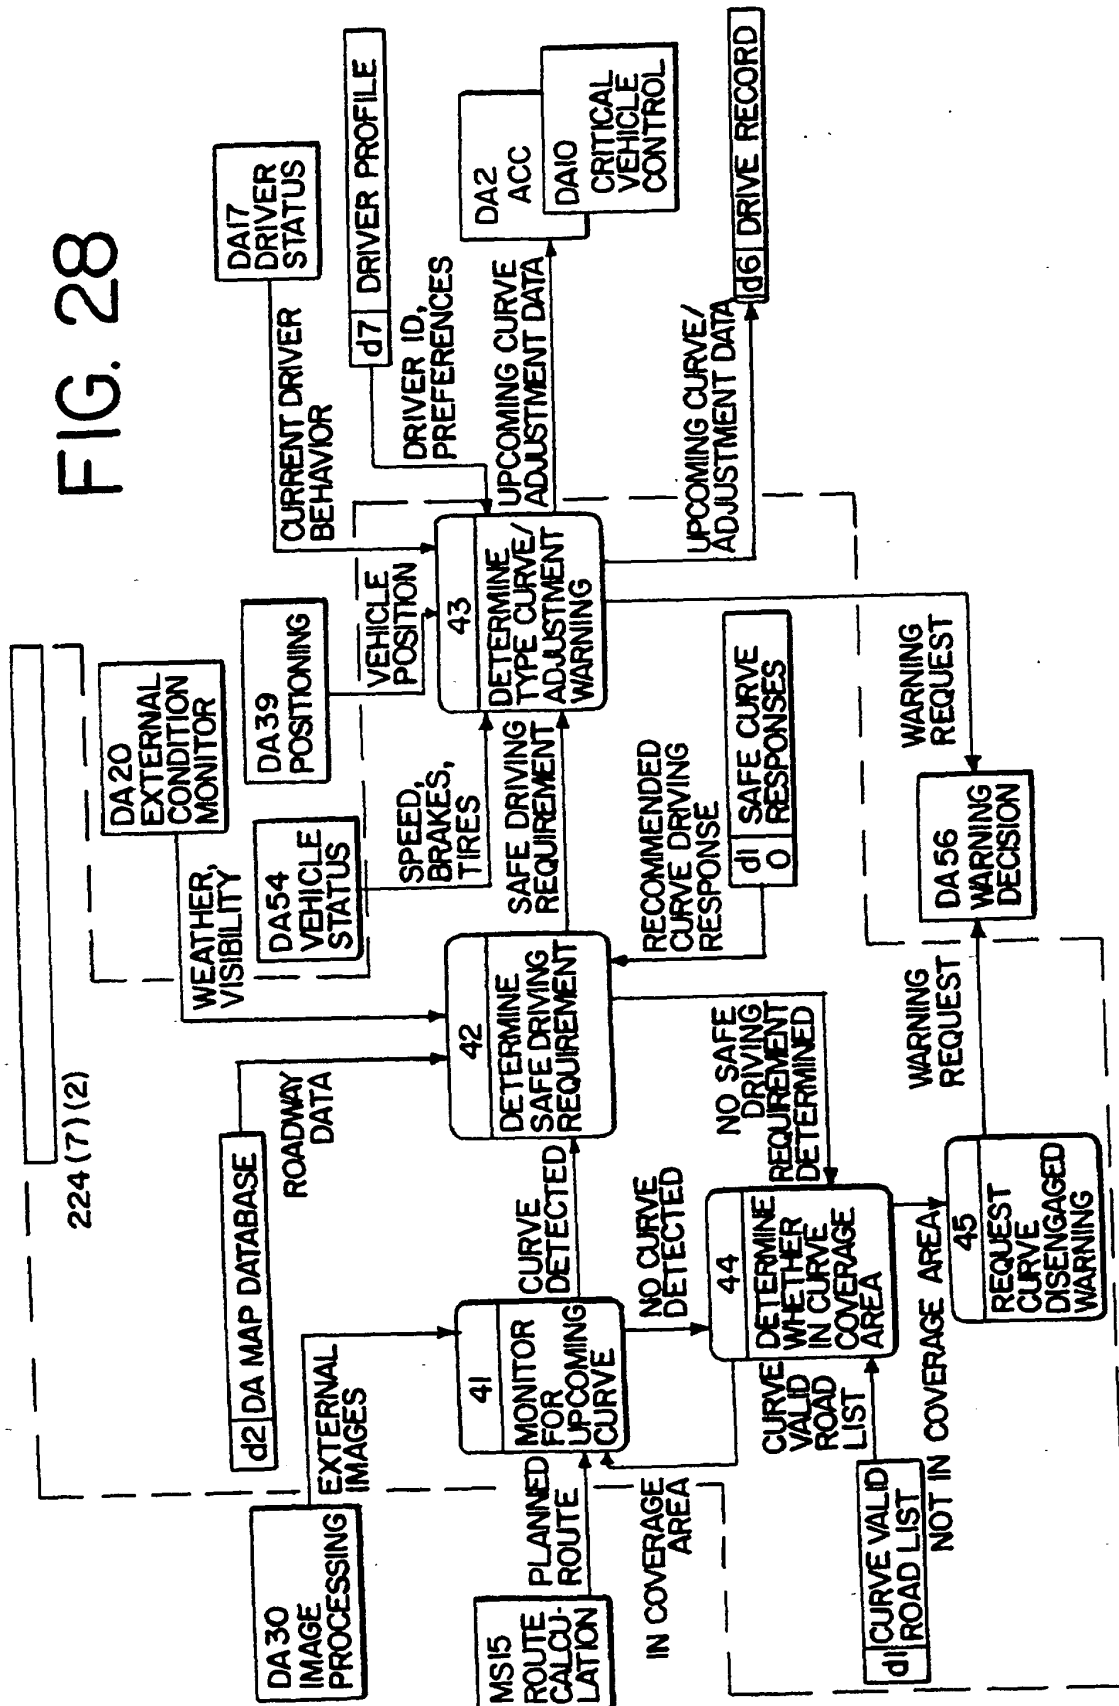 FIG. 28
224(7)(2)
DA20
EXTERNAL
CONDITION
MONITOR
DA17
DRIVER
STATUS
DA39
POSITIONING
d7 DRIVER PROFILE
DA54
VEHICLE
STATUS
d2 DA MAP DATABASE
DA30
IMAGE
PROCESSING
EXTERNAL
IMAGES
ROADWAY
DATA
WEATHER,
VISIBILITY
SPEED,
BRAKES,
TIRES
VEHICLE
POSITION
CURRENT DRIVER
BEHAVIOR
DRIVER ID,
PREFERENCES
MS15
ROUTE
CALCU-
LATION
PLANNED
ROUTE
41
MONITOR
FOR
UPCOMING
CURVE
CURVE
DETECTED
42
DETERMINE
SAFE DRIVING
REQUIREMENT
SAFE DRIVING
REQUIREMENT
43
DETERMINE
TYPE CURVE/
ADJUSTMENT
WARNING
UPCOMING CURVE
ADJUSTMENT DATA
DA2
ACC
DA10
CRITICAL
VEHICLE
CONTROL
IN COVERAGE
AREA
NO CURVE
DETECTED
NO SAFE
DRIVING
REQUIREMENT
DETERMINED
RECOMMENDED
CURVE DRIVING
RESPONSE
d1
0
SAFE CURVE
RESPONSES
UPCOMING CURVE/
ADJUSTMENT DATA
d6 DRIVE RECORD
CURVE
VALID
ROAD
LIST
44
DETERMINE
WHETHER
IN CURVE
COVERAGE
AREA
d1 CURVE VALID
ROAD LIST
NOT IN COVERAGE AREA
45
REQUEST
CURVE
DISENGAGED
WARNING
WARNING
REQUEST
DA56
WARNING
DECISION
WARNING
REQUEST